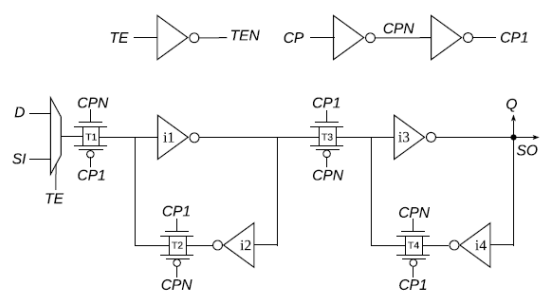 TE TEN CP CPN CP1
CPN CP1 Q
D T1 i1 T3 i3
SI CP1 CPN SO
TE CP1 CPN
T2 i2 T4 i4
CPN CP1